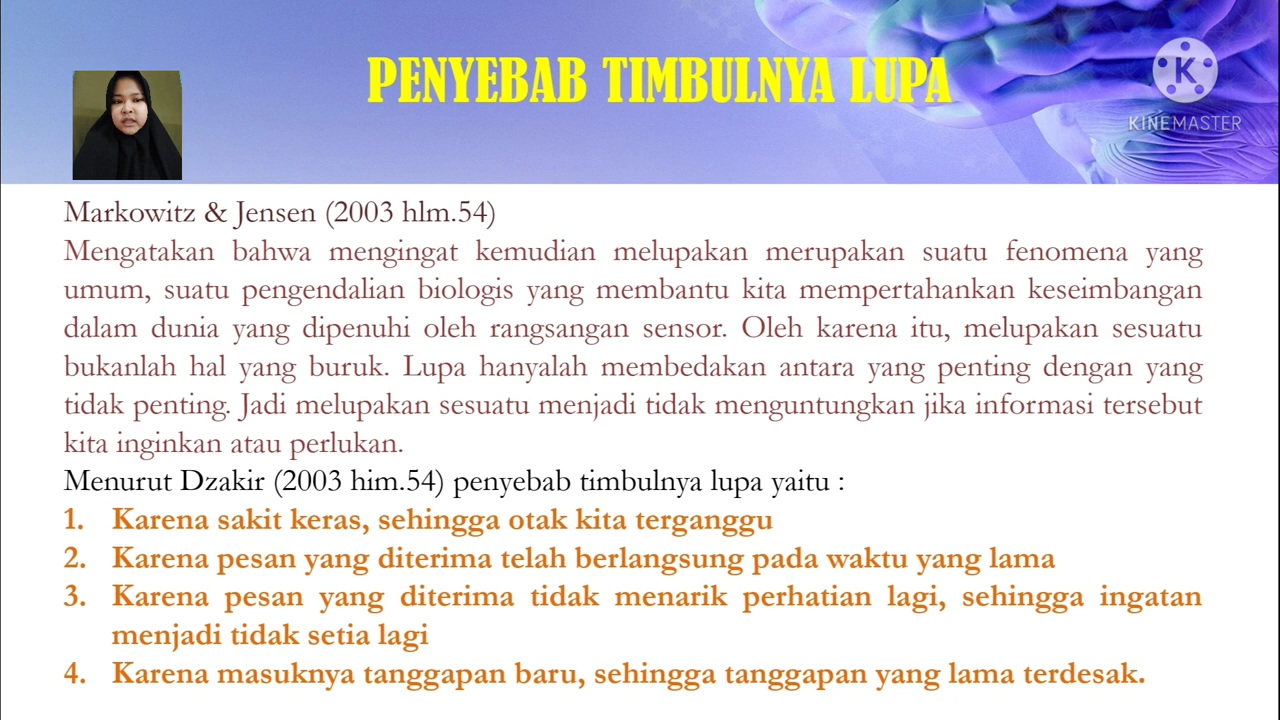 PENYEBAB TIMBULNYA LUPA
K
KINEMASTER
Markowitz & Jensen (2003 hlm.54)
Mengatakan bahwa mengingat kemudian melupakan merupakan suatu fenomena yang
umum, suatu pengendalian biologis yang membantu kita mempertahankan keseimbangan
dalam dunia yang dipenuhi oleh rangsangan sensor. Oleh karena itu, melupakan sesuatu
bukanlah hal yang buruk. Lupa hanyalah membedakan antara yang penting dengan yang
tidak penting. Jadi melupakan sesuatu menjadi tidak menguntungkan jika informasi tersebut
kita inginkan atau perlukan.
Menurut Dzakir (2003 him.54) penyebab timbulnya lupa yaitu :
1. Karena sakit keras, sehingga otak kita terganggu
2. Karena pesan yang diterima telah berlangsung pada waktu yang lama
3. Karena pesan yang diterima tidak menarik perhatian lagi, sehingga ingatan
menjadi tidak setia lagi
4. Karena masuknya tanggapan baru, sehingga tanggapan yang lama terdesak.